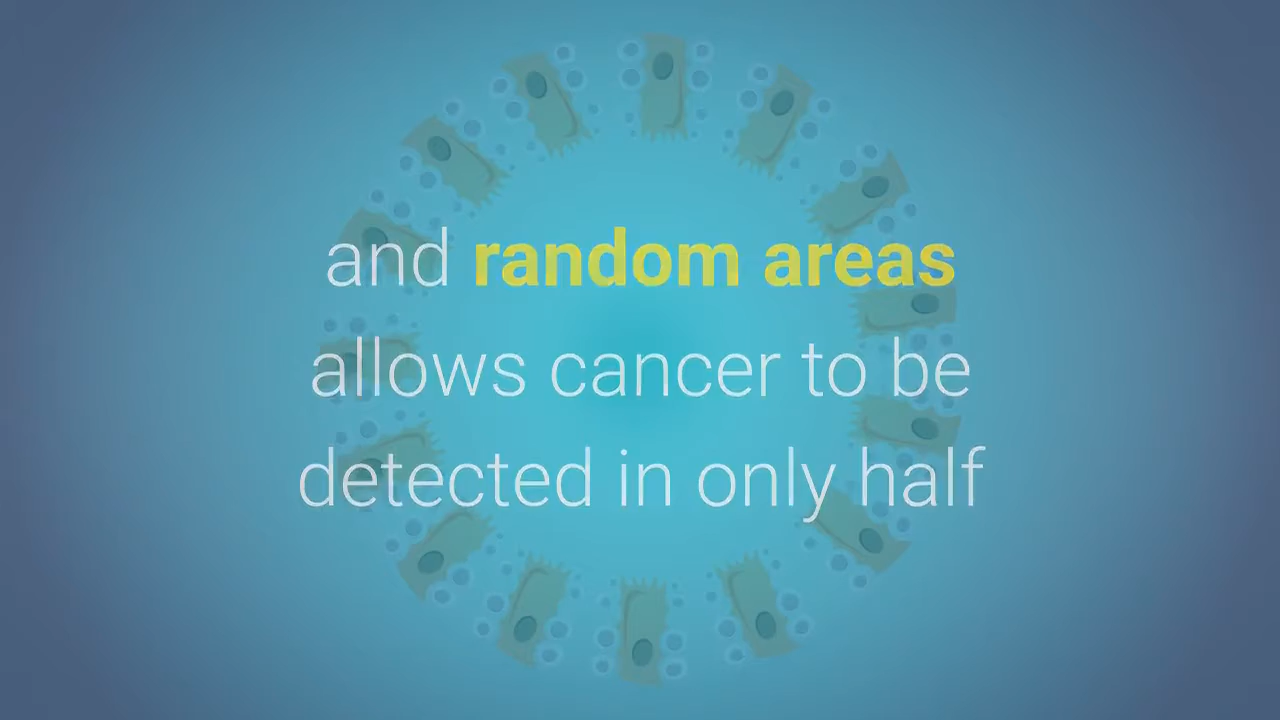 and random areas
allows cancer to be
detected in only half